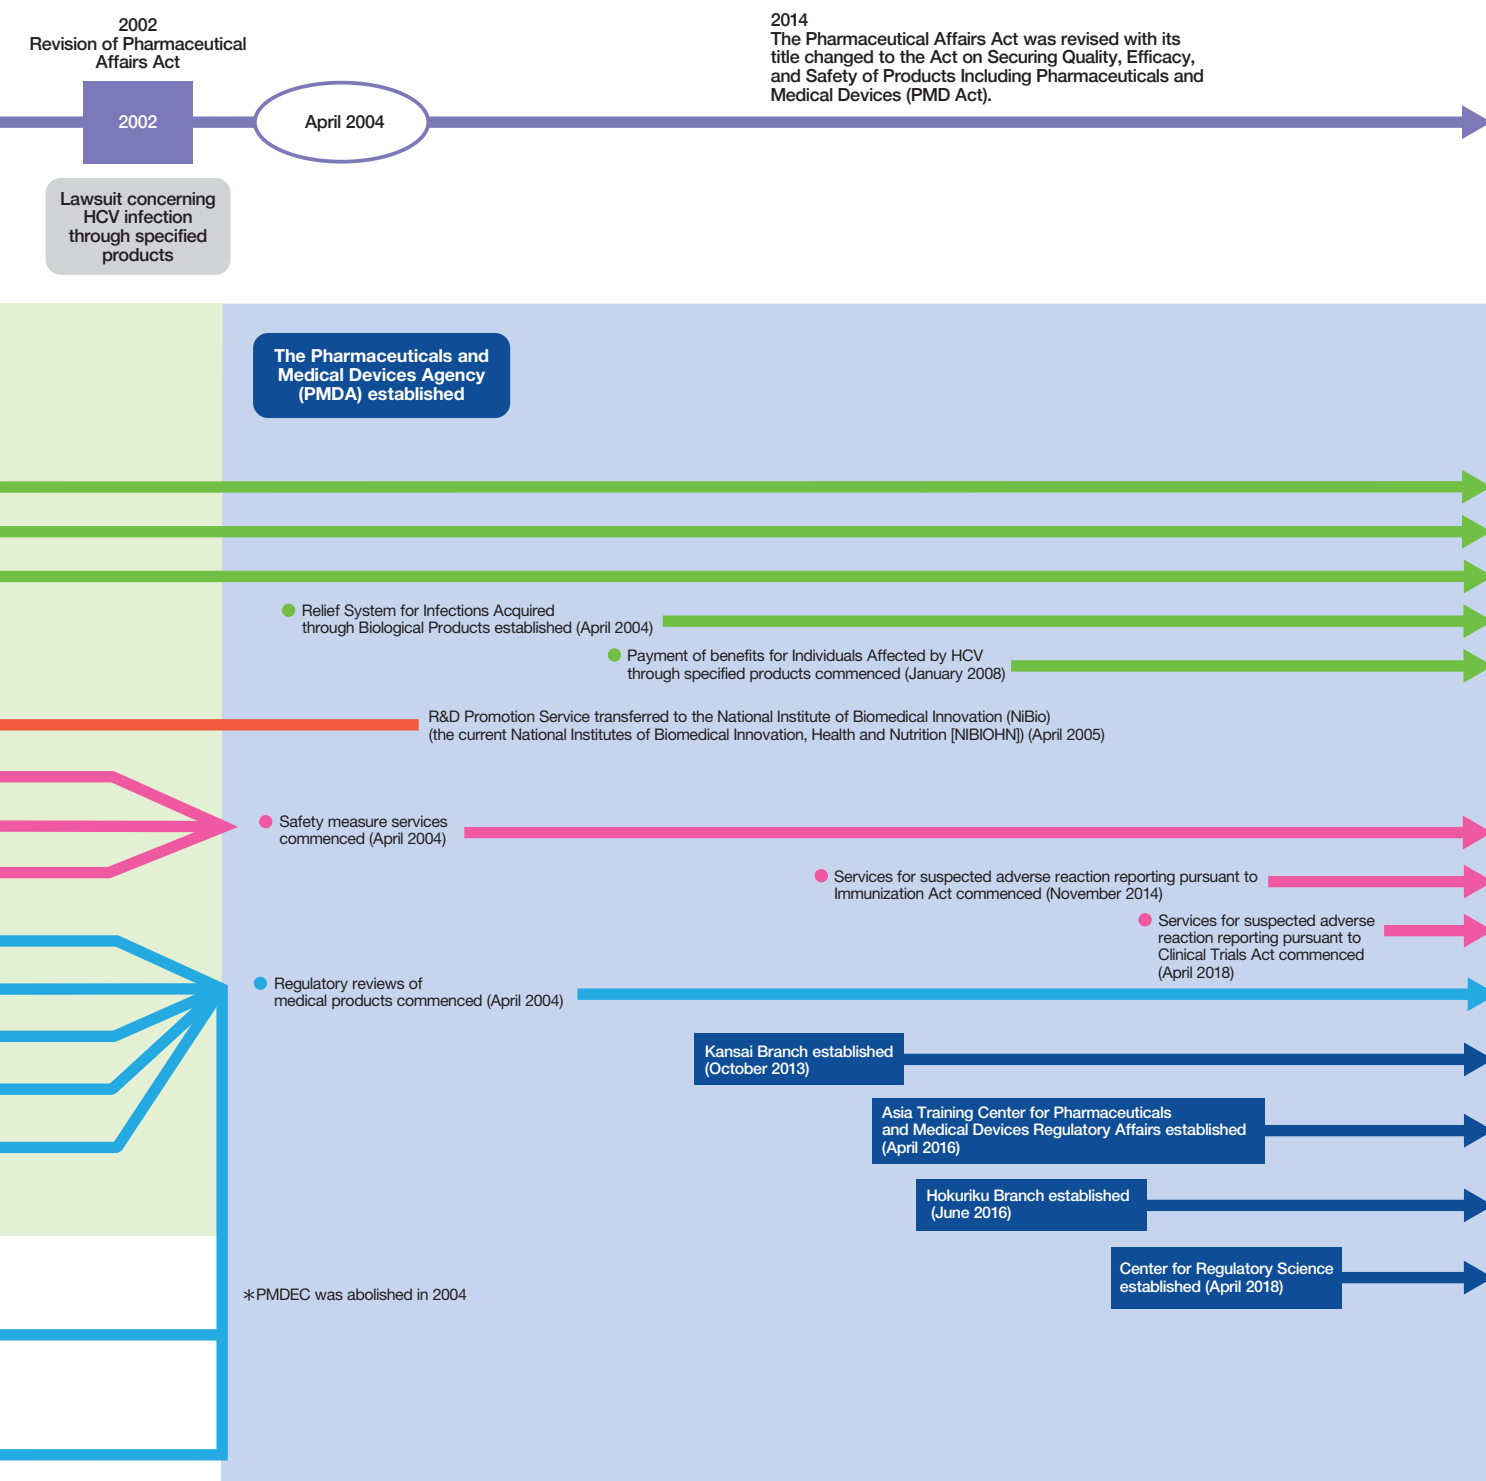 2002
Revision of Pharmaceutical
Affairs Act
2014
The Pharmaceutical Affairs Act was revised with its
title changed to the Act on Securing Quality, Efficacy,
and Safety of Products Including Pharmaceuticals and
Medical Devices (PMD Act).
2002
April 2004
Lawsuit concerning
HCV infection
through specified
products
The Pharmaceuticals and
Medical Devices Agency
(PMDA) established
Relief System for Infections Acquired
through Biological Products established (April 2004)
Payment of benefits for Individuals Affected by HCV
through specified products commenced (January 2008)
R&D Promotion Service transferred to the National Institute of Biomedical Innovation (NiBio)
(the current National Institutes of Biomedical Innovation, Health and Nutrition [NIBIOHN]) (April 2005)
Safety measure services
commenced (April 2004)
Services for suspected adverse reaction reporting pursuant to
Immunization Act commenced (November 2014)
Services for suspected adverse
reaction reporting pursuant to
Clinical Trials Act commenced
(April 2018)
Regulatory reviews of
medical products commenced (April 2004)
Kansai Branch established
(October 2013)
Asia Training Center for Pharmaceuticals
and Medical Devices Regulatory Affairs established
(April 2016)
Hokuriku Branch established
(June 2016)
Center for Regulatory Science
established (April 2018)
＊PMDEC was abolished in 2004